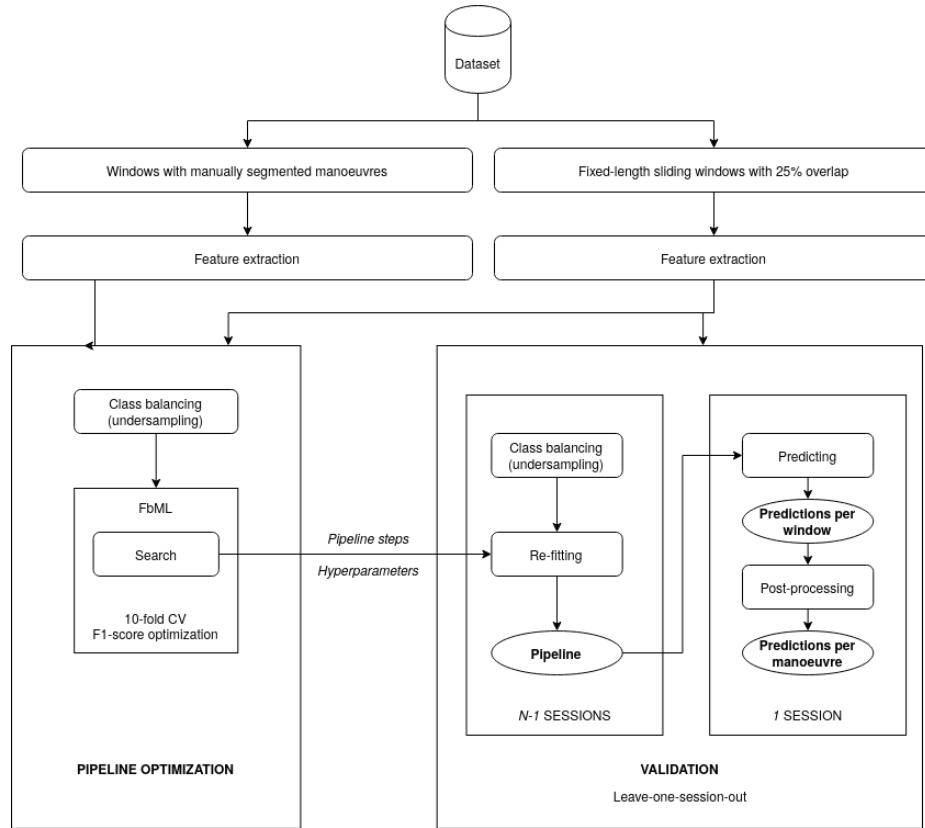 Dataset
Windows with manually segmented manoeuvres
Fixed-length sliding windows with 25% overlap
Feature extraction
Feature extraction
Class balancing
(undersampling)
FbML
Search
10-fold CV
F1-score optimization
PIPELINE OPTIMIZATION
Pipeline steps
Hyperparameters
Class balancing
(undersampling)
Re-fitting
Pipeline
N-1 SESSIONS
Predicting
Predictions per
window
Post-processing
Predictions per
manoeuvre
1 SESSION
VALIDATION
Leave-one-session-out